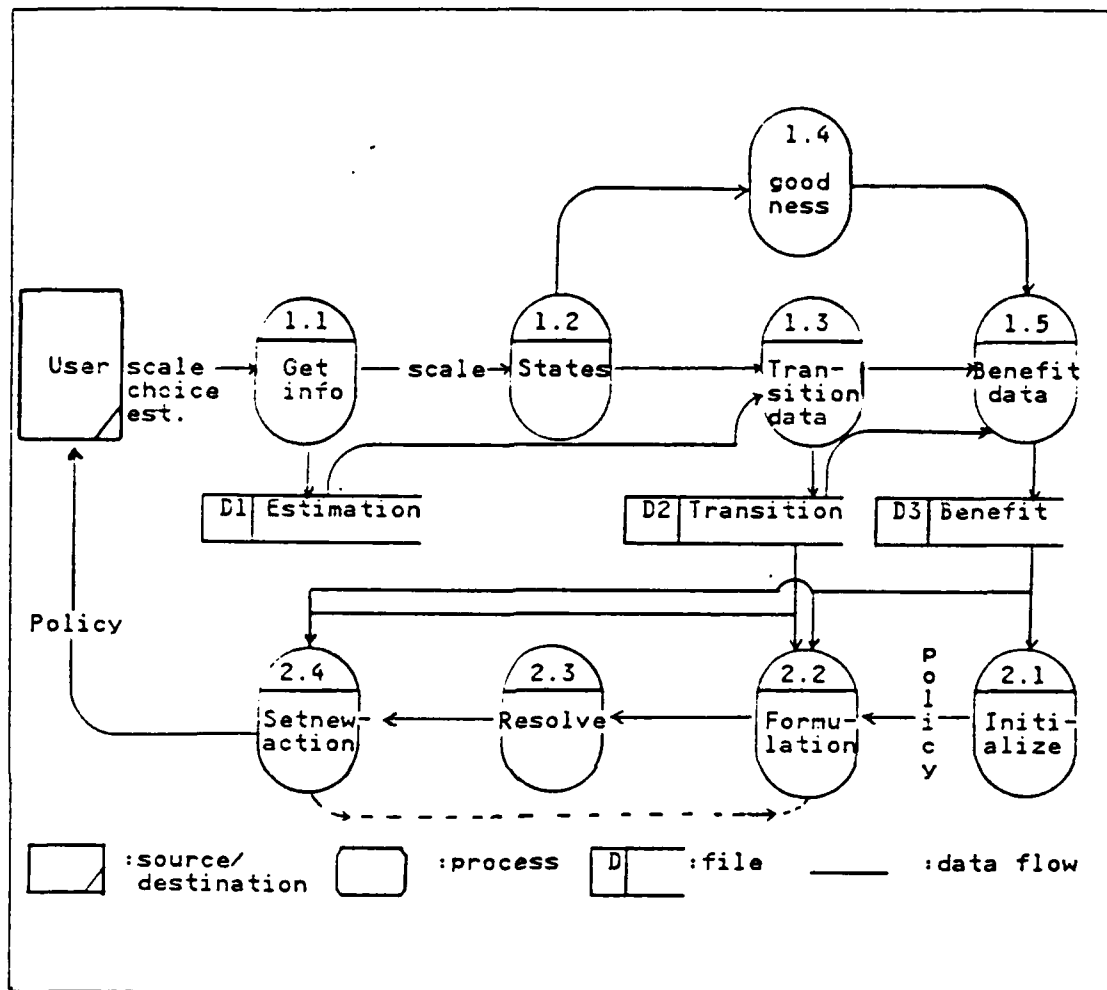 1.4
good
ness
User
scale
choice
est.
1.1
Get
info
scale
1.2
States
1.3
Tran-
sition
data
1.5
Benefit
data
D1 Estimation
D2 Transition
D3 Benefit
Policy
2.4
Setnew-
action
2.3
Resolve
2.2
Formu-
lation
policy
2.1
Initi-
alize
:source/
destination
:process
D :file
:data flow